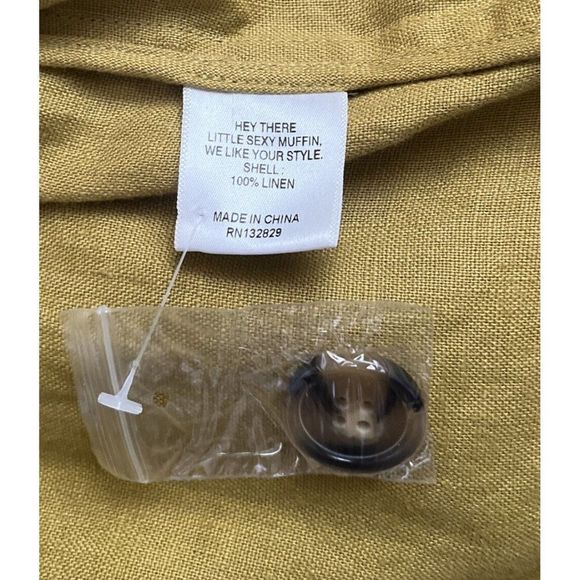 HEY THERE
LITTLE SEXY MUFFIN,
WE LIKE YOUR STYLE.
SHELL :
100% LINEN
MADE IN CHINA
RN132829